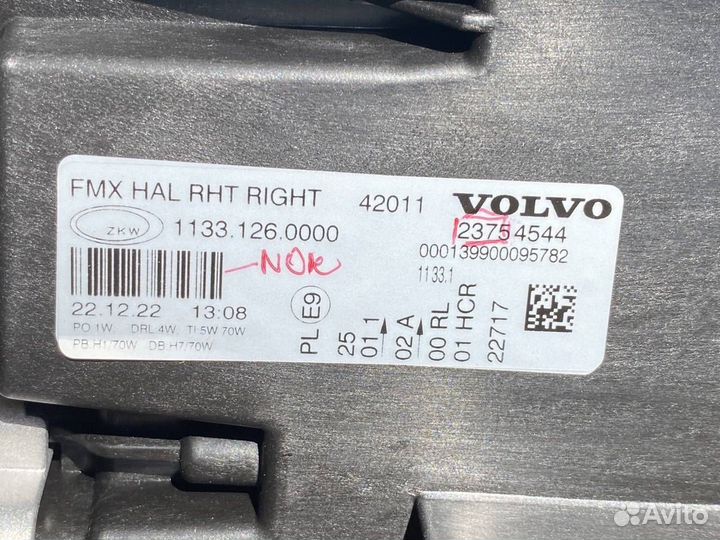 FMX HAL RHT RIGHT 42011 VOLVO
ZKW 1133.126.0000 23754544
000139900095782
NOK
1133.1
22.12.22 13:08
PO 1W. DRL:4W. TI:5W 70W
PB:H1/70W DB:H7/70W
PL E9
25
01 1
02 A
00 RL
01 HCR
22717
Avito